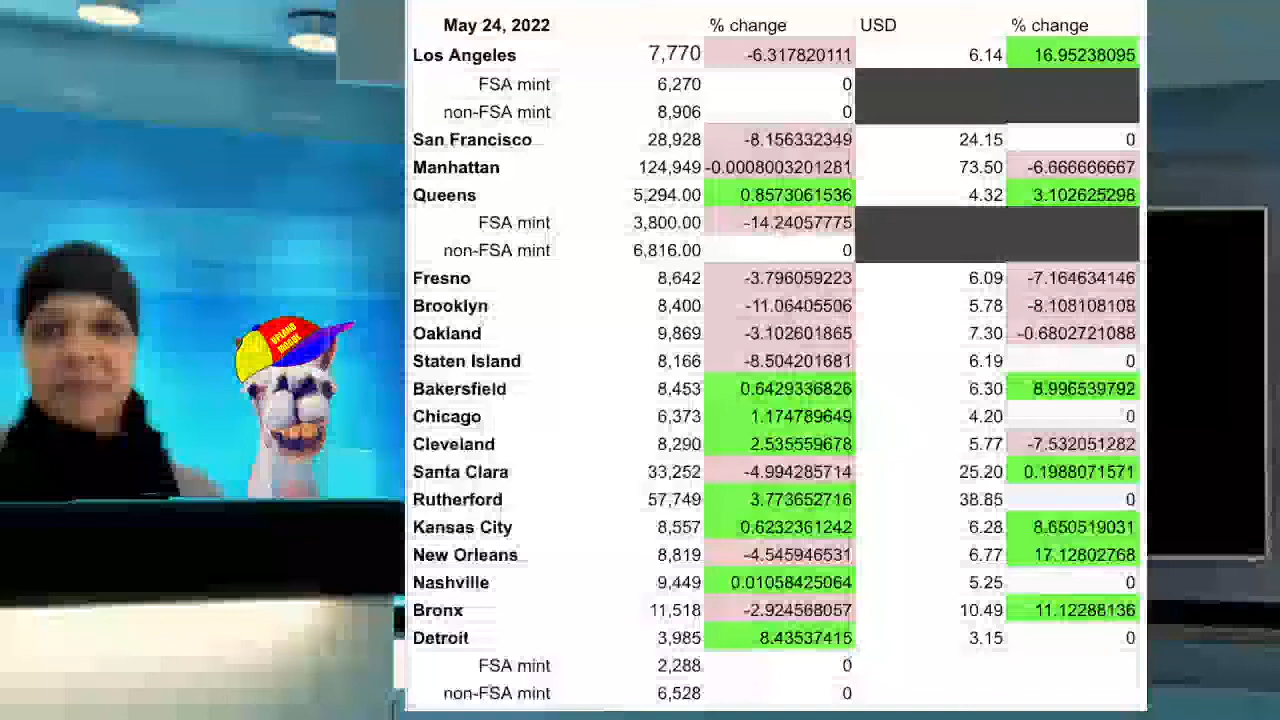 May 24, 2022 % change USD % change
Los Angeles 7,770 -6.317820111 6.14 16.95238095
FSA mint 6,270 0
non-FSA mint 8,906 0
San Francisco 28,928 -8.156332349 24.15 0
Manhattan 124,949 -0.0008003201281 73.50 -6.666666667
Queens 5,294.00 0.8573061536 4.32 3.102625298
FSA mint 3,800.00 -14.24057775
non-FSA mint 6,816.00 0
Fresno 8,642 -3.796059223 6.09 -7.164634146
Brooklyn 8,400 -11.06405506 5.78 -8.108108108
Oakland 9,869 -3.102601865 7.30 -0.6802721088
Staten Island 8,166 -8.504201681 6.19 0
UPLAND
MOGUL
Bakersfield 8,453 0.6429336826 6.30 8.996539792
Chicago 6,373 1.174789649 4.20 0
Cleveland 8,290 2.535559678 5.77 -7.532051282
Santa Clara 33,252 -4.994285714 25.20 0.1988071571
Rutherford 57,749 3.773652716 38.85 0
Kansas City 8,557 0.6232361242 6.28 8.650519031
New Orleans 8,819 -4.545946531 6.77 17.12802768
Nashville 9,449 0.01058425064 5.25 0
Bronx 11,518 -2.924568057 10.49 11.12288136
Detroit 3,985 8.43537415 3.15 0
FSA mint 2,288 0
non-FSA mint 6,528 0